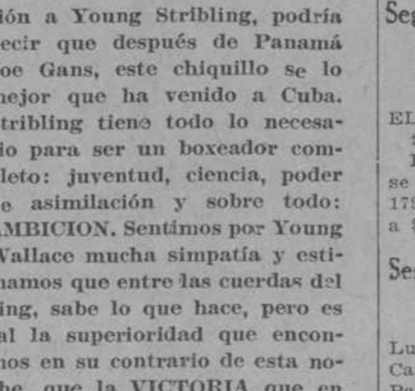 ión a Young Stribling, podría
ecir que después de Panamá
oe Gans, este chiquillo se lo
mejor que ha venido a Cuba.
tribling tiene todo lo necesa-
io para ser un boxeador com-
leto: juventud, ciencia, poder
e asimilación y sobre todo:
AMBICION. Sentimos por Young
Wallace mucha simpatía y esti-
namos que entre las cuerdas del
ing, sabe lo que hace, pero es
al la superioridad que encon-
nos en su contrario de esta no-
he, que la VICTORIA que en
Seg
EL
se
179
a
Se
Lu
Ca